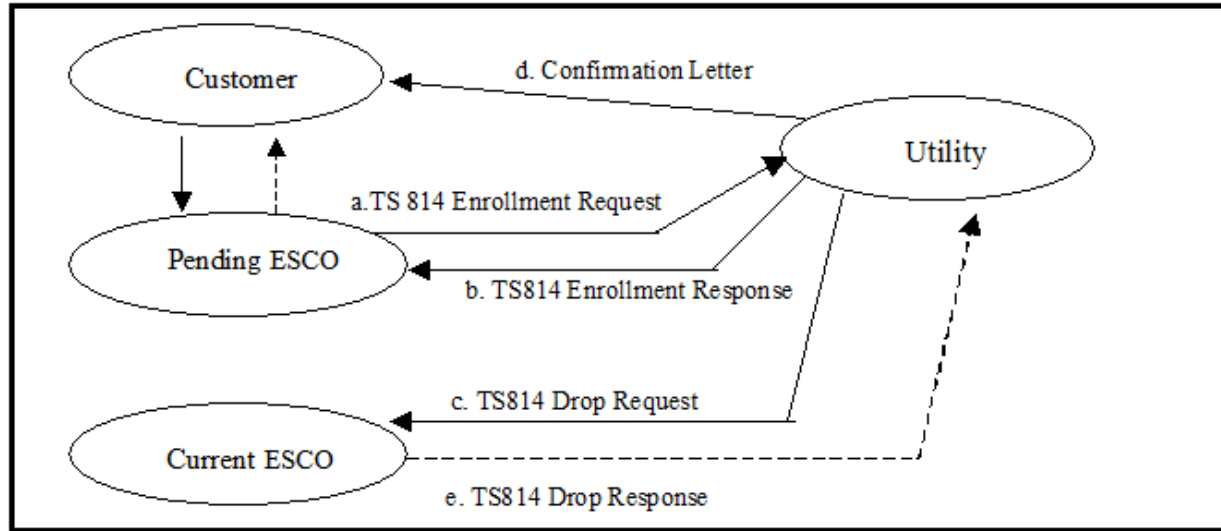 Customer
d. Confirmation Letter
Utility
a.TS 814 Enrollment Request
Pending ESCO
b. TS814 Enrollment Response
c. TS814 Drop Request
Current ESCO
e. TS814 Drop Response